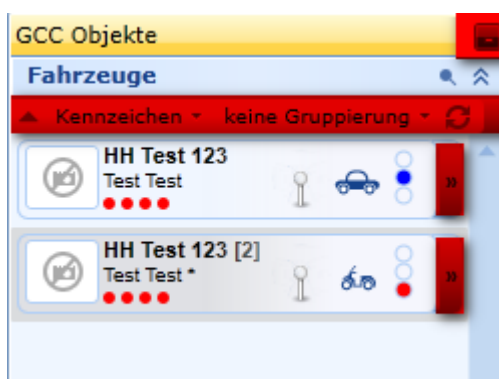 GCC Objekte
Fahrzeuge
Kennzeichen keine Gruppierung
HH Test 123
Test Test
HH Test 123 [2]
Test Test *